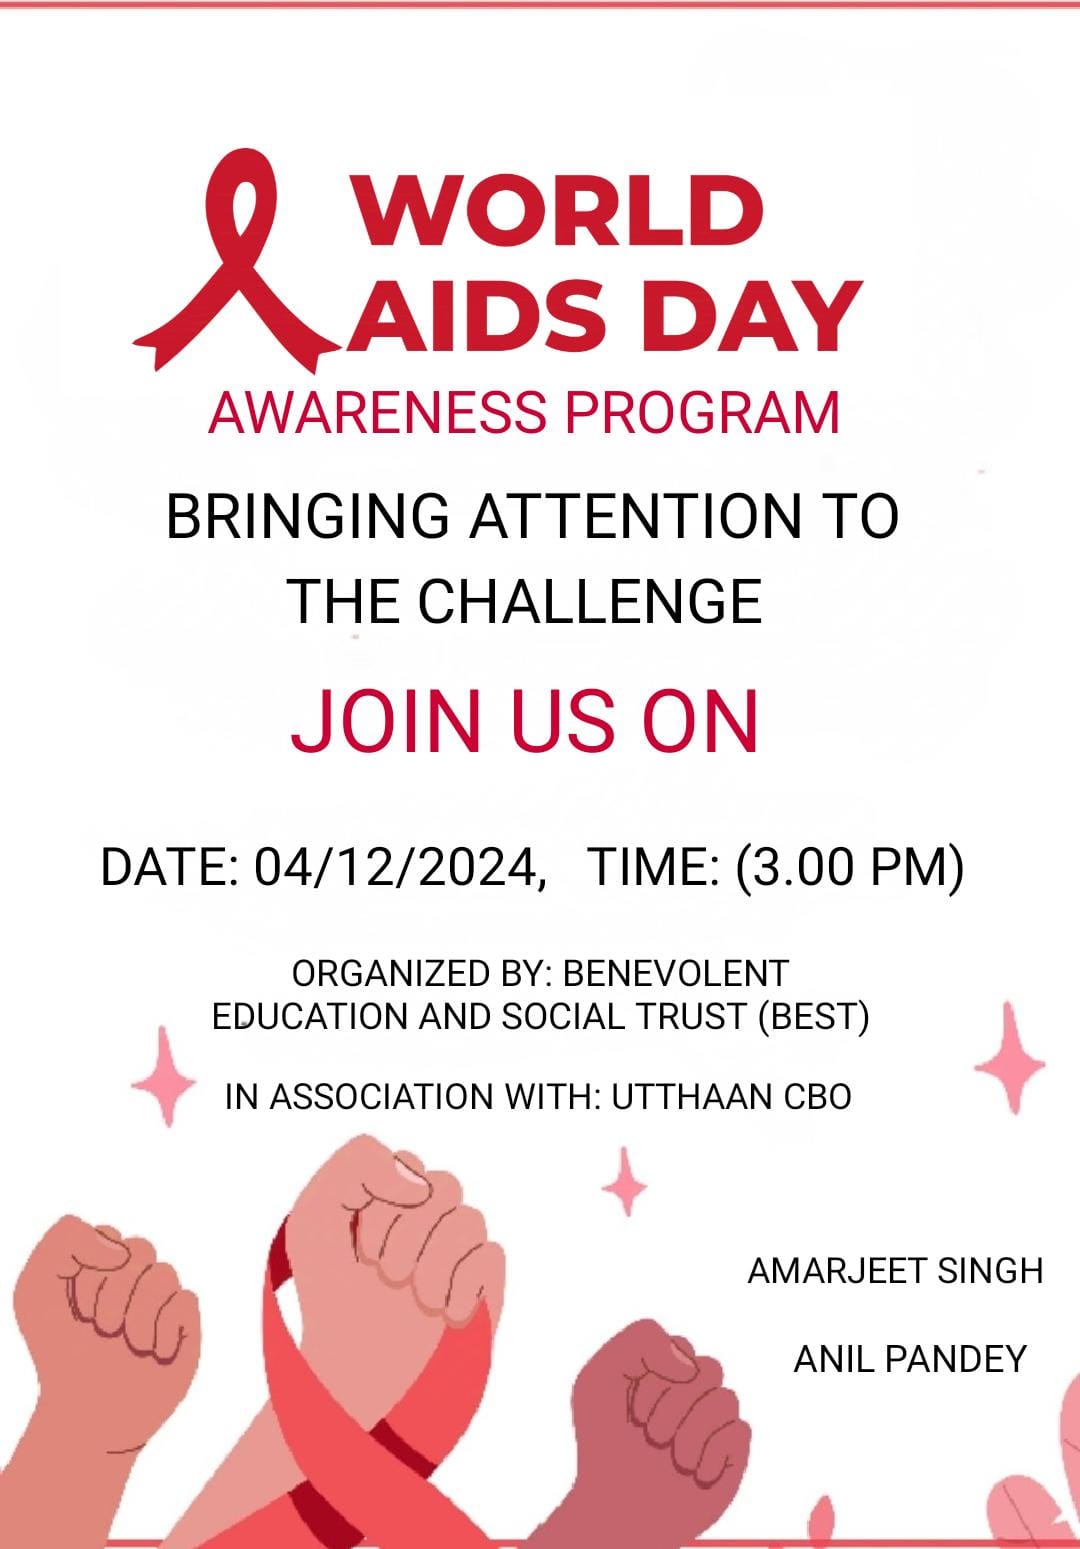 WORLD
AIDS DAY
AWARENESS PROGRAM
BRINGING ATTENTION TO
THE CHALLENGE
JOIN US ON
DATE: 04/12/2024, TIME: (3.00 PM)
ORGANIZED BY: BENEVOLENT
EDUCATION AND SOCIAL TRUST (BEST)
IN ASSOCIATION WITH: UTTHAAN CBO
AMARJEET SINGH
ANIL PANDEY